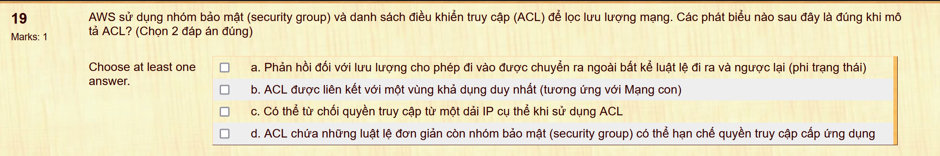 19
Marks: 1
AWS sử dụng nhóm bảo mật (security group) và danh sách điều khiển truy cập (ACL) để lọc lưu lượng mạng. Các phát biểu nào sau đây là đúng khi mô
tả ACL? (Chọn 2 đáp án đúng)
Choose at least one
answer.
a. Phản hồi đối với lưu lượng cho phép đi vào được chuyển ra ngoài bất kể luật lệ đi ra và ngược lại (phi trạng thái)
b. ACL được liên kết với một vùng khả dụng duy nhất (tương ứng với Mạng con)
c. Có thể từ chối quyền truy cập từ một dải IP cụ thể khi sử dụng ACL
d. ACL chứa những luật lệ đơn giản còn nhóm bảo mật (security group) có thể hạn chế quyền truy cập cấp ứng dụng